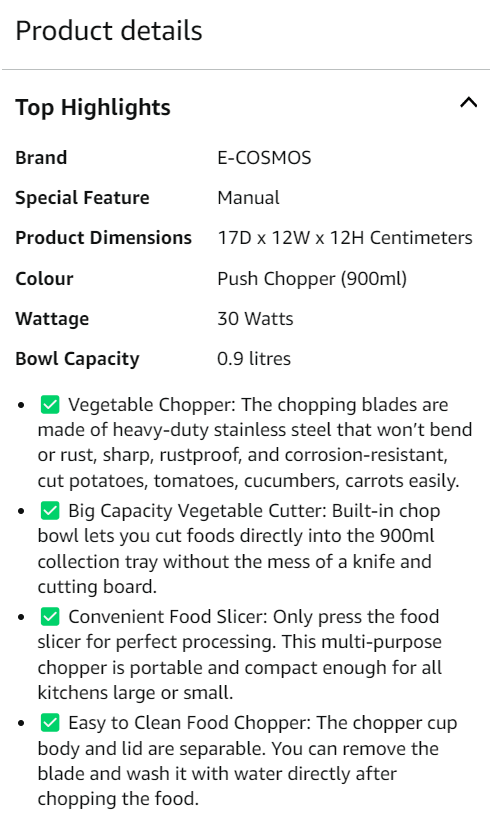 Product details
Top Highlights
Brand E-COSMOS
Special Feature Manual
Product Dimensions 17D x 12W x 12H Centimeters
Colour Push Chopper (900ml)
Wattage 30 Watts
Bowl Capacity 0.9 litres
• ✅ Vegetable Chopper: The chopping blades are
made of heavy-duty stainless steel that won’t bend
or rust, sharp, rustproof, and corrosion-resistant,
cut potatoes, tomatoes, cucumbers, carrots easily.
• ✅ Big Capacity Vegetable Cutter: Built-in chop
bowl lets you cut foods directly into the 900ml
collection tray without the mess of a knife and
cutting board.
• ✅ Convenient Food Slicer: Only press the food
slicer for perfect processing. This multi-purpose
chopper is portable and compact enough for all
kitchens large or small.
• ✅ Easy to Clean Food Chopper: The chopper cup
body and lid are separable. You can remove the
blade and wash it with water directly after
chopping the food.